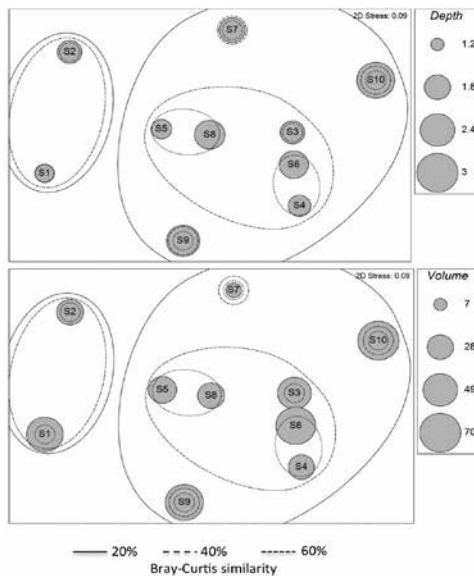 2D Stress: 0.09
S7
S2
S10
S5
S8
S3
S6
S1
S4
S9
Depth
1.2
1.8
2.4
3
2D Stress: 0.09
S7
S2
S10
S5
S8
S3
S6
S1
S4
S9
Volume
7
28
49
70
20% 40% 60%
Bray-Curtis similarity